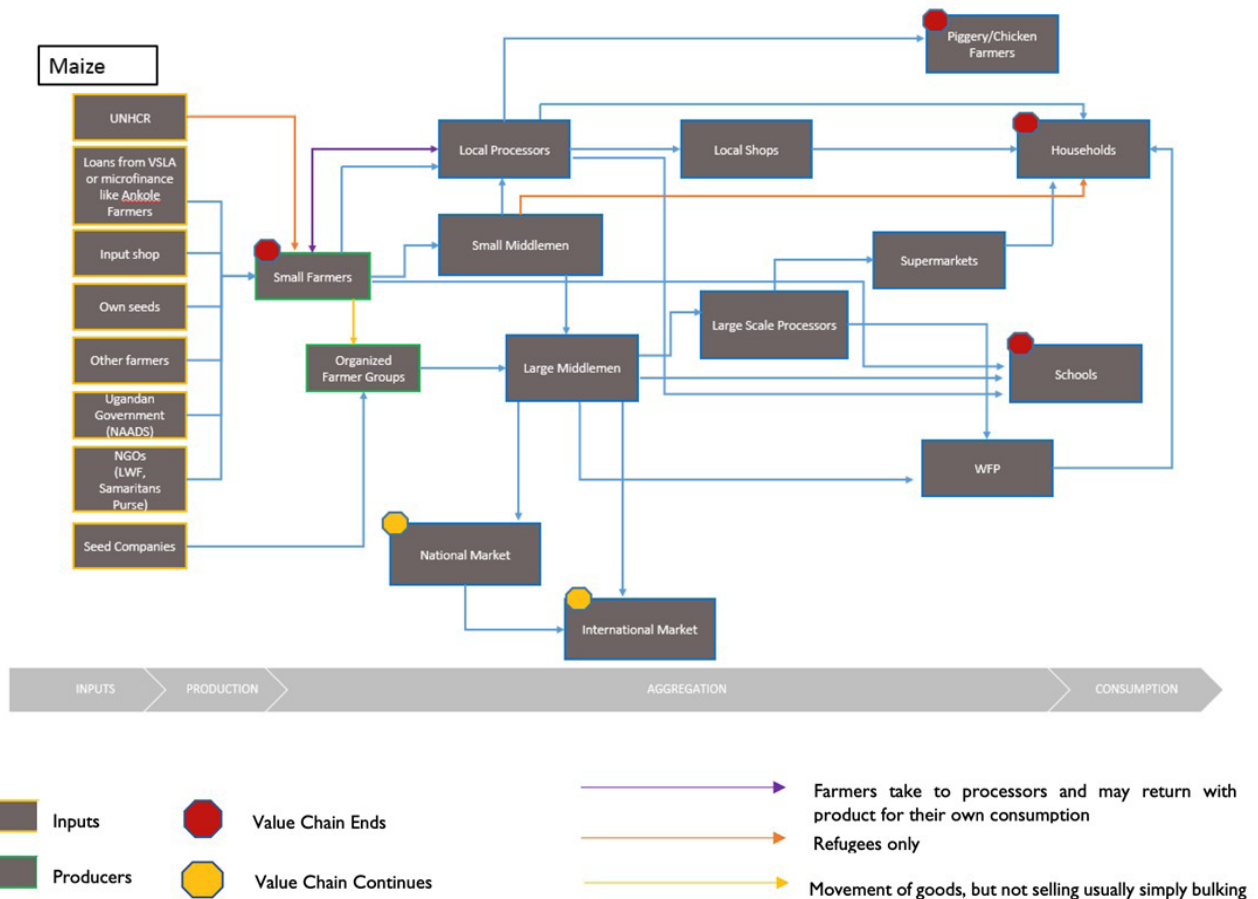 Maize
UNHCR
Loans from VSLA
or microfinance
like Ankole
Farmers
Input shop
Own seeds
Other farmers
Ugandan
Government
(NAADS)
NGOs
(LWF,
Samaritans
Purse)
Seed Companies
Small Farmers
Organized
Farmer Groups
Local Processors
Small Middlemen
Large Middlemen
National Market
International Market
Local Shops
Large Scale Processors
Supermarkets
Piggery/Chicken
Farmers
Households
Schools
WFP
INPUTS
PRODUCTION
AGGREGATION
CONSUMPTION
Inputs
Producers
Value Chain Ends
Value Chain Continues
Farmers take to processors and may return with
product for their own consumption
Refugees only
Movement of goods, but not selling usually simply bulking